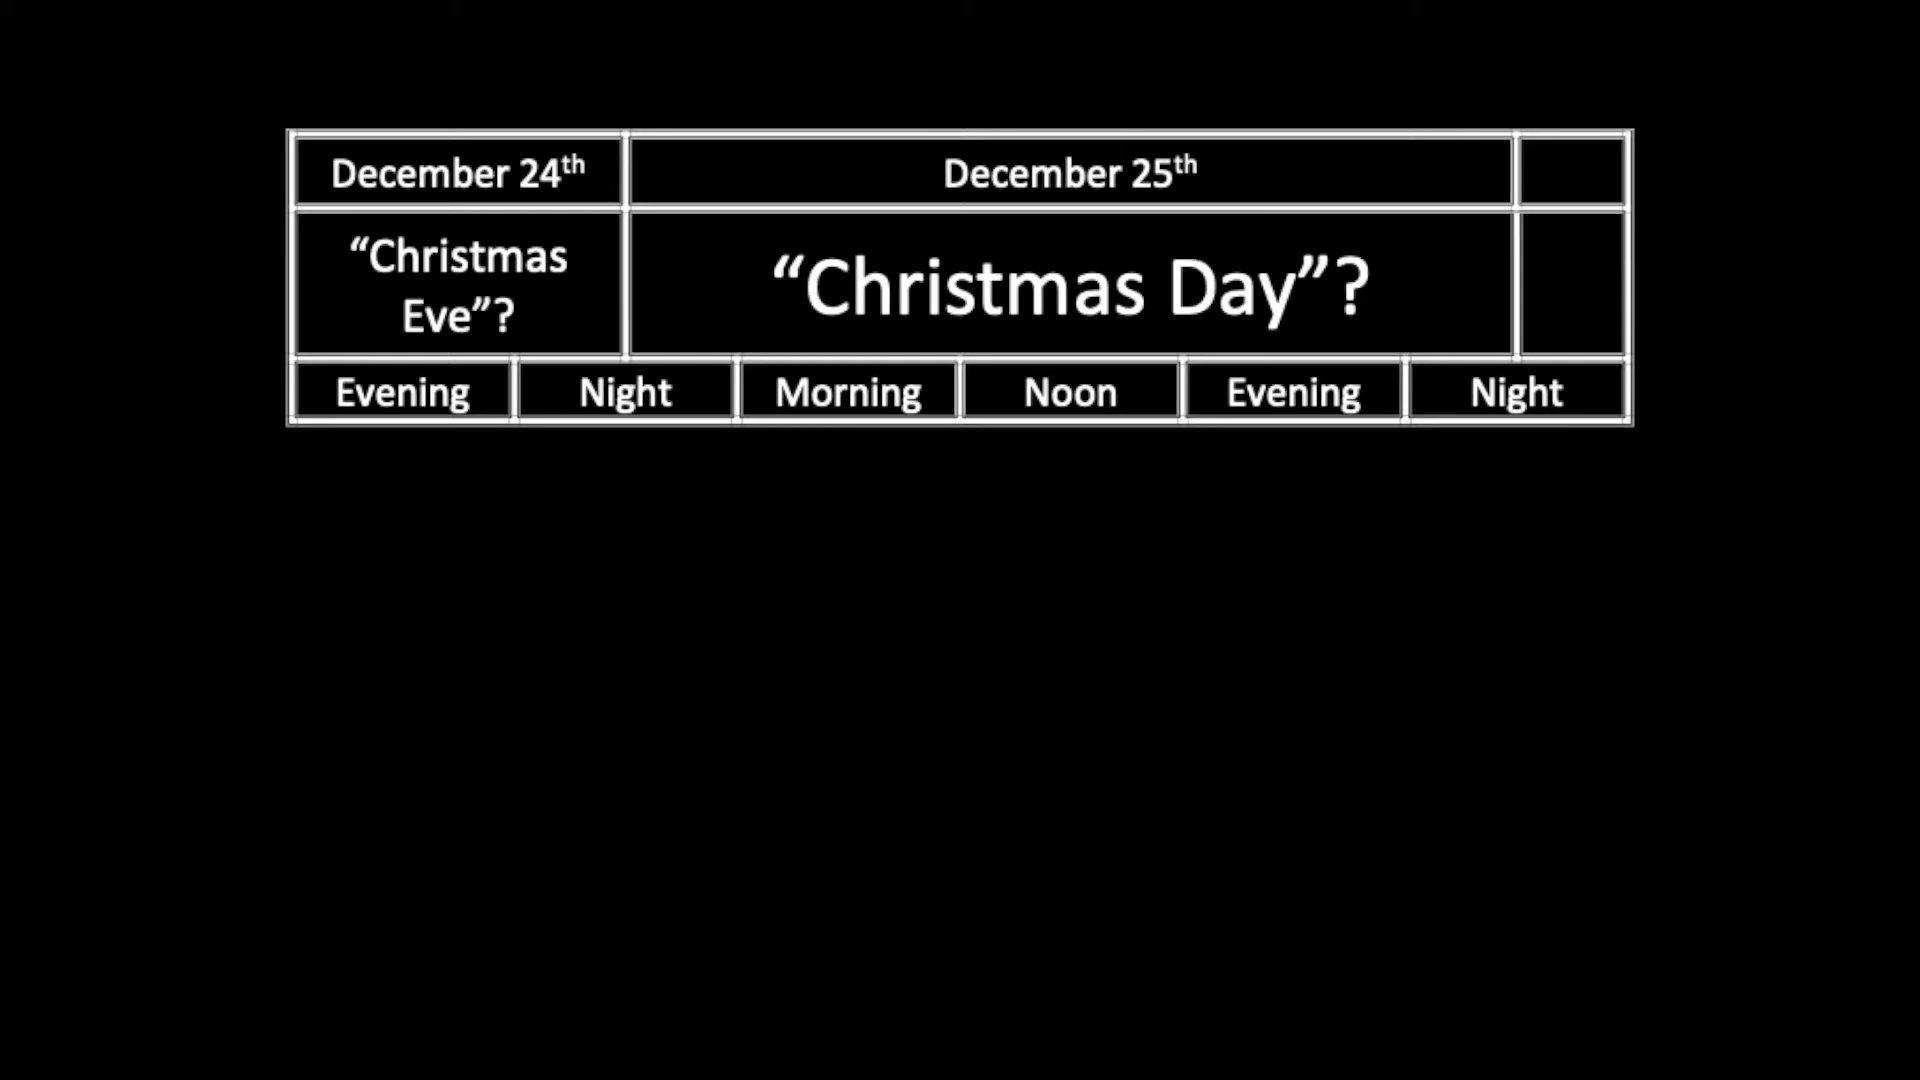 December 24th
December 25th
“Christmas
Eve”?
“Christmas Day”?
Evening
Night
Morning
Noon
Evening
Night